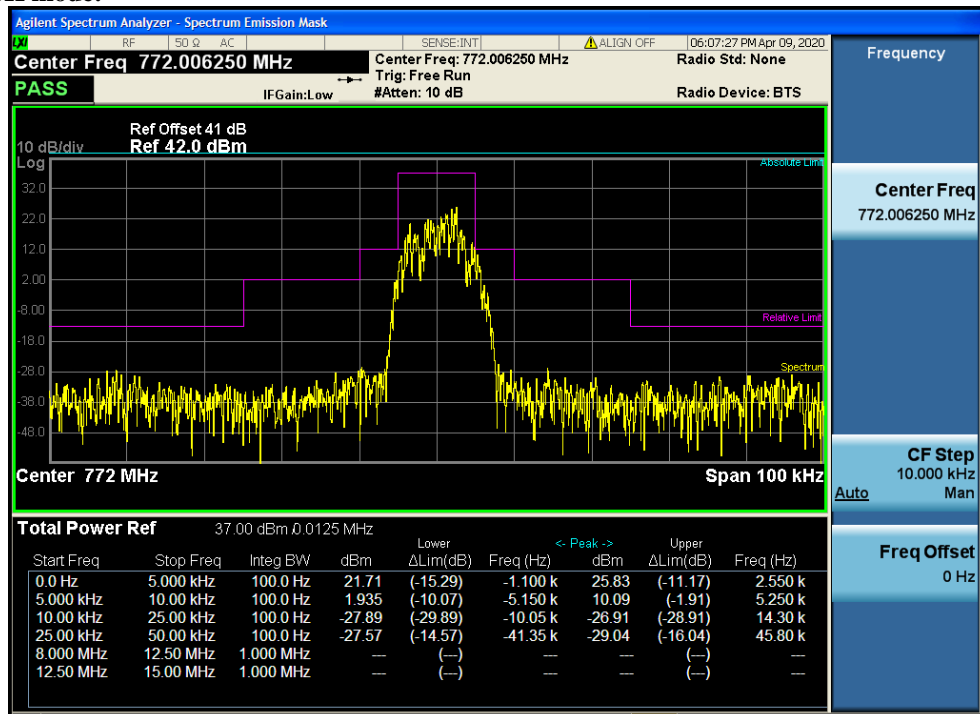 Agilent Spectrum Analyzer - Spectrum Emission Mask
LXI RF 50 Ω AC SENSE:INT ALIGN OFF 06:07:27 PM Apr 09, 2020
Center Freq 772.006250 MHz
Center Freq: 772.006250 MHz
Radio Std: None
Trig: Free Run
PASS
IFGain:Low
#Atten: 10 dB
Radio Device: BTS
Ref Offset 41 dB
10 dB/div Ref 42.0 dBm
Log
Absolute Limit
32.0
22.0
12.0
2.00
-8.00
Relative Limit
-18.0
-28.0
Spectrum
-38.0
-48.0
Center 772 MHz Span 100 kHz
Total Power Ref 37.00 dBm /0.0125 MHz
Lower <- Peak -> Upper
Start Freq Stop Freq Integ BW dBm ΔLim(dB) Freq (Hz) dBm ΔLim(dB) Freq (Hz)
0.0 Hz 5.000 kHz 100.0 Hz 21.71 (-15.29) -1.100 k 25.83 (-11.17) 2.550 k
5.000 kHz 10.00 kHz 100.0 Hz 1.935 (-10.07) -5.150 k 10.09 (-1.91) 5.250 k
10.00 kHz 25.00 kHz 100.0 Hz -27.89 (-29.89) -10.05 k -26.91 (-28.91) 14.30 k
25.00 kHz 50.00 kHz 100.0 Hz -27.57 (-14.57) -41.35 k -29.04 (-16.04) 45.80 k
8.000 MHz 12.50 MHz 1.000 MHz --- (---) --- --- (---) ---
12.50 MHz 15.00 MHz 1.000 MHz --- (---) --- --- (---) ---
Frequency
Center Freq
772.006250 MHz
CF Step
10.000 kHz
Auto Man
Freq Offset
0 Hz